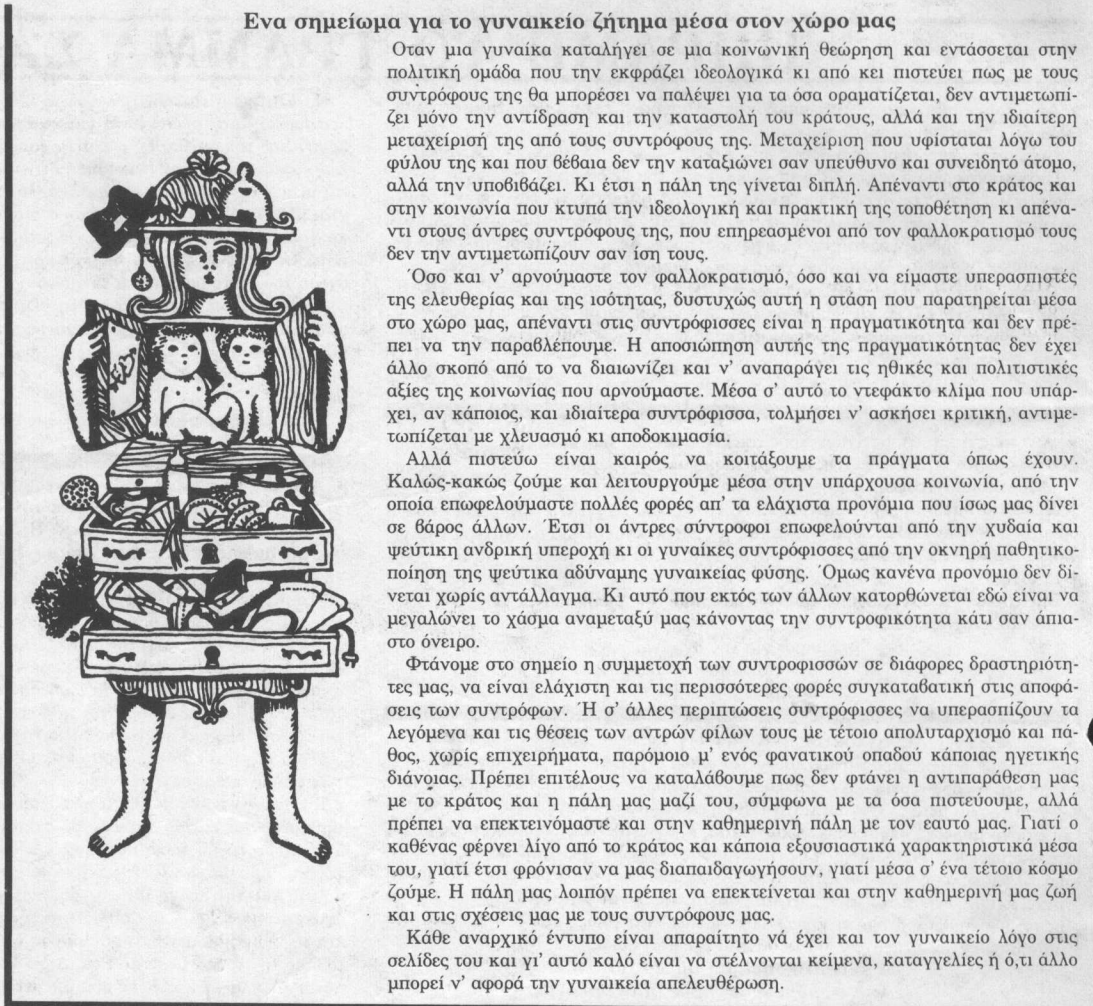 Ενα σημείωμα για το γυναικείο ζήτημα μέσα στον χώρο μας
Οταν μια γυναίκα καταλήγει σε μια κοινωνική θεώρηση και εντάσσεται στην
πολιτική ομάδα που την εκφράζει ιδεολογικά κι από κει πιστεύει πως με τους
συντρόφους της θα μπορέσει να παλέψει για τα όσα οραματίζεται, δεν αντιμετωπί-
ζει μόνο την αντίδραση και την καταστολή του κράτους, αλλά και την ιδιαίτερη
μεταχείρισή της από τους συντρόφους της. Μεταχείριση που υφίσταται λόγω του
φύλου της και που βέβαια δεν την καταξιώνει σαν υπεύθυνο και συνειδητό άτομο,
αλλά την υποβιβάζει. Κι έτσι η πάλη της γίνεται διπλή. Απέναντι στο κράτος και
στην κοινωνία που κτυπά την ιδεολογική και πρακτική της τοποθέτηση κι απένα-
ντι στους άντρες συντρόφους της, που επηρεασμένοι από τον φαλλοκρατισμό τους
δεν την αντιμετωπίζουν σαν ίση τους.
Όσο και ν' αρνούμαστε τον φαλλοκρατισμό, όσο και να είμαστε υπερασπιστές
της ελευθερίας και της ισότητας, δυστυχώς αυτή η στάση που παρατηρείται μέσα
στο χώρο μας, απέναντι στις συντρόφισσες είναι η πραγματικότητα και δεν πρέ-
πει να την παραβλέπουμε. Η αποσιώπηση αυτής της πραγματικότητας δεν έχει
άλλο σκοπό από το να διαιωνίζει και ν' αναπαράγει τις ηθικές και πολιτιστικές
αξίες της κοινωνίας που αρνούμαστε. Μέσα σ' αυτό το ντεφάκτο κλίμα που υπάρ-
χει, αν κάποιος, και ιδιαίτερα συντρόφισσα, τολμήσει ν' ασκήσει κριτική, αντιμε-
τωπίζεται με χλευασμό κι αποδοκιμασία.
Αλλά πιστεύω είναι καιρός να κοιτάξουμε τα πράγματα όπως έχουν.
Καλώς-κακώς ζούμε και λειτουργούμε μέσα στην υπάρχουσα κοινωνία, από την
οποία επωφελούμαστε πολλές φορές απ' τα ελάχιστα προνόμια που ίσως μας δίνει
σε βάρος άλλων. Έτσι οι άντρες σύντροφοι επωφελούνται από την χυδαία και
ψεύτικη ανδρική υπεροχή κι οι γυναίκες συντρόφισσες από την οκνηρή παθητικο-
ποίηση της ψεύτικα αδύναμης γυναικείας φύσης. Όμως κανένα προνόμιο δεν δί-
νεται χωρίς αντάλλαγμα. Κι αυτό που εκτός των άλλων κατορθώνεται εδώ είναι να
μεγαλώνει το χάσμα αναμεταξύ μας κάνοντας την συντροφικότητα κάτι σαν άπια-
στο όνειρο.
Φτάνομε στο σημείο η συμμετοχή των συντροφισσών σε διάφορες δραστηριότη-
τες μας, να είναι ελάχιστη και τις περισσότερες φορές συγκαταβατική στις αποφά-
σεις των συντρόφων. Ή σ' άλλες περιπτώσεις συντρόφισσες να υπερασπίζουν τα
λεγόμενα και τις θέσεις των αντρών φίλων τους με τέτοιο απολυταρχισμό και πά-
θος, χωρίς επιχειρήματα, παρόμοιο μ' ενός φανατικού οπαδού κάποιας ηγετικής
διάνοιας. Πρέπει επιτέλους να καταλάβουμε πως δεν φτάνει η αντιπαράθεση μας
με το κράτος και η πάλη μας μαζί του, σύμφωνα με τα όσα πιστεύουμε, αλλά
πρέπει να επεκτεινόμαστε και στην καθημερινή πάλη με τον εαυτό μας. Γιατί ο
καθένας φέρνει λίγο από το κράτος και κάποια εξουσιαστικά χαρακτηριστικά μέσα
του, γιατί έτσι φρόνισαν να μας διαπαιδαγωγήσουν, γιατί μέσα σ' ένα τέτοιο κόσμο
ζούμε. Η πάλη μας λοιπόν πρέπει να επεκτείνεται και στην καθημερινή μας ζωή
και στις σχέσεις μας με τους συντρόφους μας.
Κάθε αναρχικό έντυπο είναι απαραίτητο νά έχει και τον γυναικείο λόγο στις
σελίδες του και γι' αυτό καλό είναι να στέλνονται κείμενα, καταγγελίες ή ό,τι άλλο
μπορεί ν' αφορά την γυναικεία απελευθέρωση.